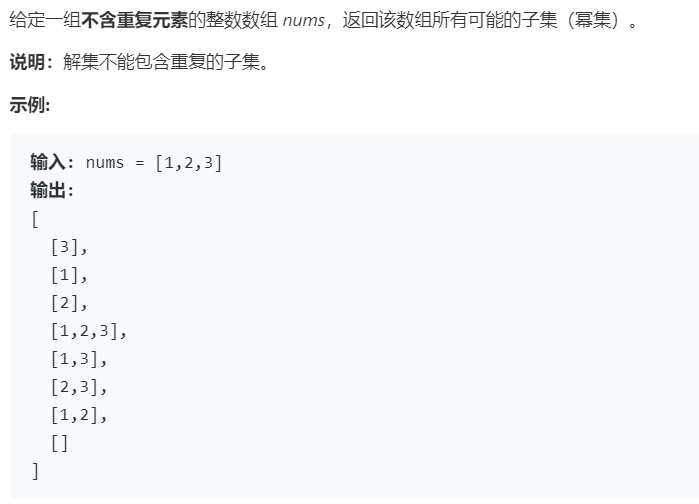 给定一组不含重复元素的整数数组 nums，返回该数组所有可能的子集（幂集）。
说明：解集不能包含重复的子集。
示例:
输入：nums = [1,2,3]
输出：
[
  [3],
  [1],
  [2],
  [1,2,3],
  [1,3],
  [2,3],
  [1,2],
  []
]